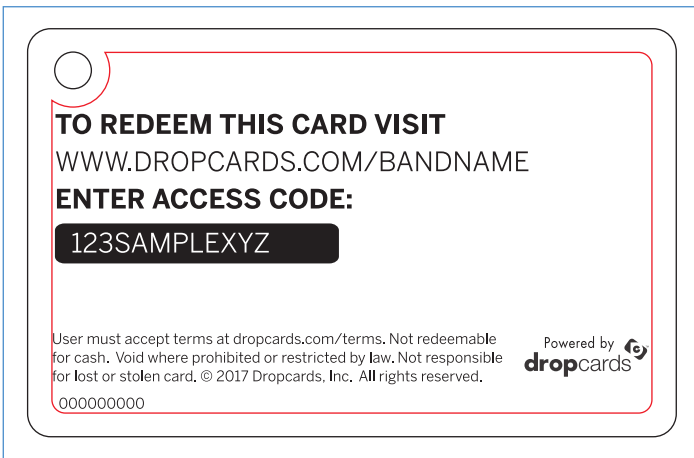 TO REDEEM THIS CARD VISIT
WWW.DROPCARDS.COM/BANDNAME
ENTER ACCESS CODE:
123SAMPLEXYZ
User must accept terms at dropcards.com/terms. Not redeemable
for cash. Void where prohibited or restricted by law. Not responsible
for lost or stolen card. © 2017 Dropcards, Inc. All rights reserved.
000000000
Powered by
dropcards